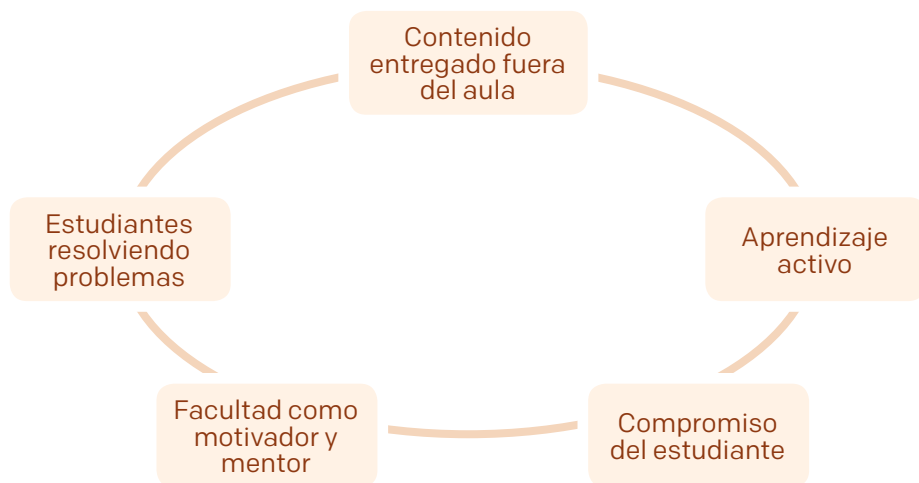 Contenido
entregado fuera
del aula
Estudiantes
resolviendo
problemas
Aprendizaje
activo
Facultad como
motivador y
mentor
Compromiso
del estudiante